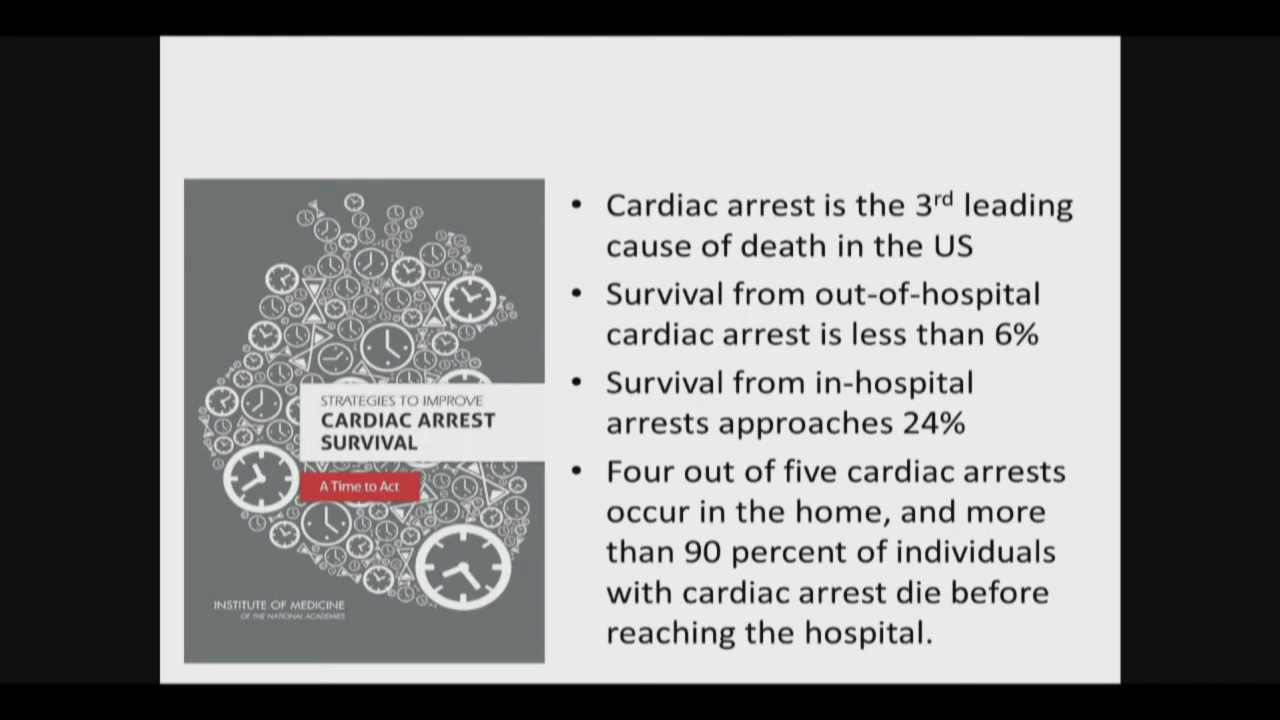 STRATEGIES TO IMPROVE
CARDIAC ARREST
SURVIVAL
A Time to Act
INSTITUTE OF MEDICINE
OF THE NATIONAL ACADEMIES
• Cardiac arrest is the 3rd leading
cause of death in the US
• Survival from out-of-hospital
cardiac arrest is less than 6%
• Survival from in-hospital
arrests approaches 24%
• Four out of five cardiac arrests
occur in the home, and more
than 90 percent of individuals
with cardiac arrest die before
reaching the hospital.